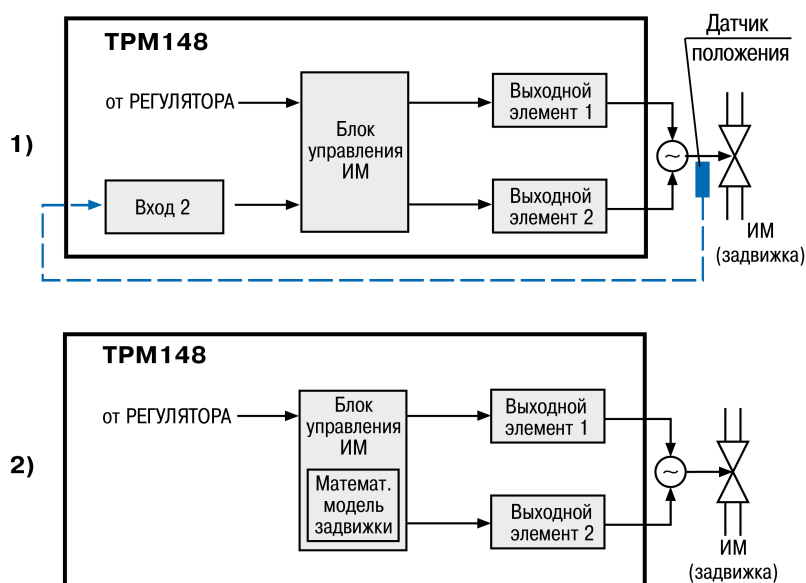 ТРМ148
Датчик
положения
1)
от РЕГУЛЯТОРА
Блок
управления
ИМ
Выходной
элемент 1
~
Вход 2
Выходной
элемент 2
ИМ
(задвижка)
ТРМ148
2)
от РЕГУЛЯТОРА
Блок
управления
ИМ
Математ.
модель
задвижки
Выходной
элемент 1
~
Выходной
элемент 2
ИМ
(задвижка)